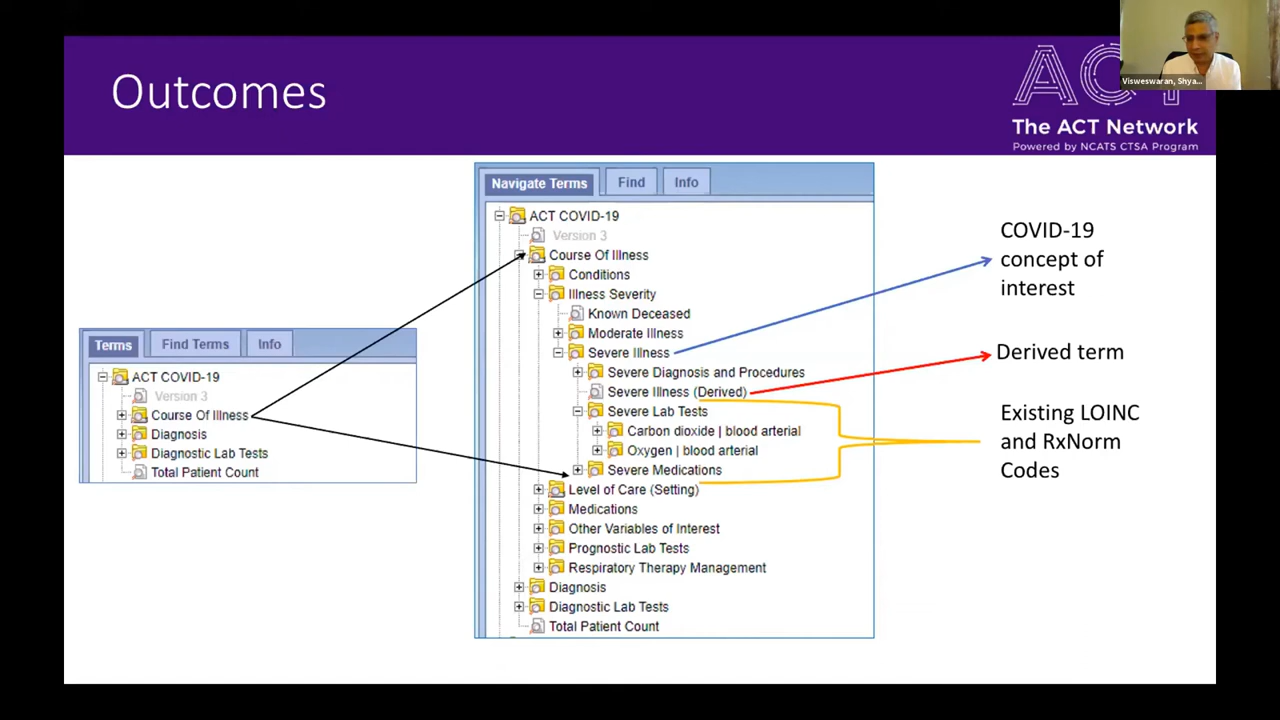 Outcomes
ACT
The ACT Network
Powered by NCATS CTSA Program
Visweswaran, Shya...
Terms
Find Terms
Info
ACT COVID-19
Version 3
Course Of Illness
Diagnosis
Diagnostic Lab Tests
Total Patient Count
Navigate Terms
Find
Info
ACT COVID-19
Version 3
Course Of Illness
Conditions
Illness Severity
Known Deceased
Moderate Illness
Severe Illness
Severe Diagnosis and Procedures
Severe Illness (Derived)
Severe Lab Tests
Carbon dioxide | blood arterial
Oxygen | blood arterial
Severe Medications
Level of Care (Setting)
Medications
Other Variables of Interest
Prognostic Lab Tests
Respiratory Therapy Management
Diagnosis
Diagnostic Lab Tests
Total Patient Count
COVID-19
concept of
interest
Derived term
Existing LOINC
and RxNorm
Codes